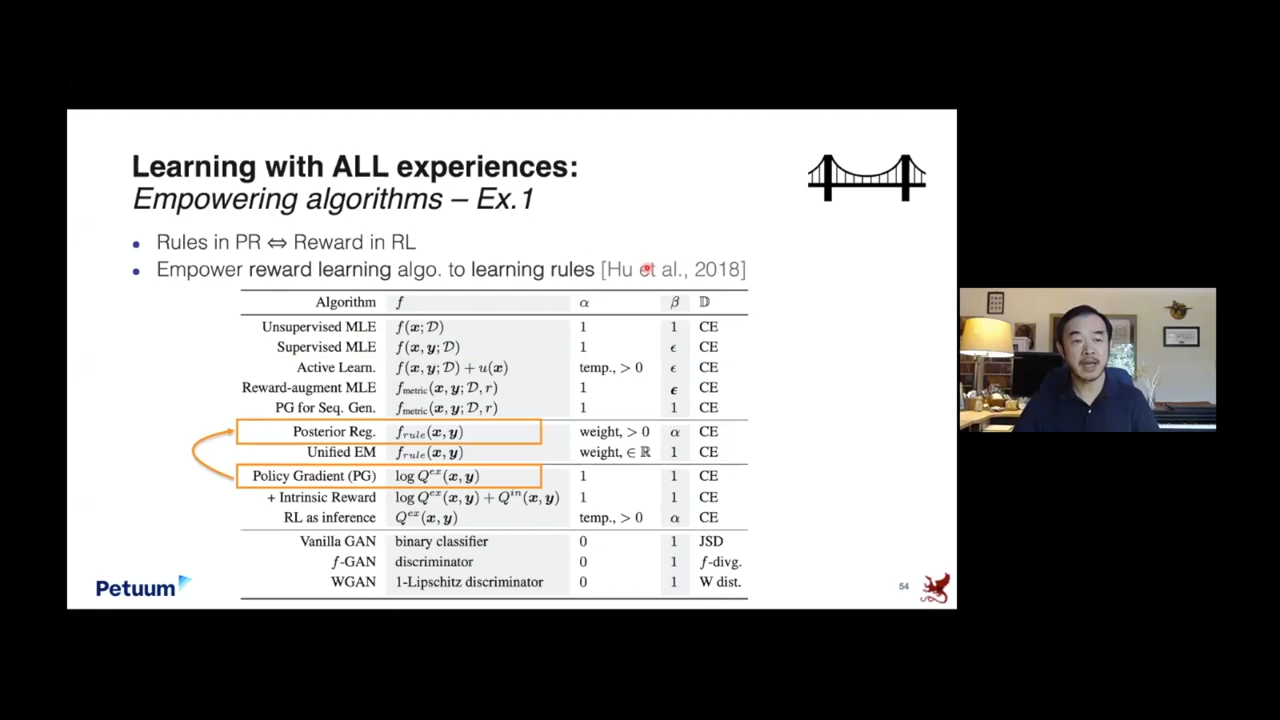 Learning with ALL experiences:
Empowering algorithms – Ex.1
• Rules in PR ⇔ Reward in RL
• Empower reward learning algo. to learning rules [Hu et al., 2018]
Algorithm f α β 𝔻
Unsupervised MLE f(x; D) 1 1 CE
Supervised MLE f(x, y; D) 1 ϵ CE
Active Learn. f(x, y; D) + u(x) temp., > 0 ϵ CE
Reward-augment MLE f_metric(x, y; D, r) 1 ϵ CE
PG for Seq. Gen. f_metric(x, y; D, r) 1 1 CE
Posterior Reg. f_rule(x, y) weight, > 0 α CE
Unified EM f_rule(x, y) weight, ∈ ℝ 1 CE
Policy Gradient (PG) log Q^ex(x, y) 1 1 CE
+ Intrinsic Reward log Q^ex(x, y) + Q^in(x, y) 1 1 CE
RL as inference Q^ex(x, y) temp., > 0 α CE
Vanilla GAN binary classifier 0 1 JSD
f-GAN discriminator 0 1 f-divg.
WGAN 1-Lipschitz discriminator 0 1 W dist.
Petuum
54